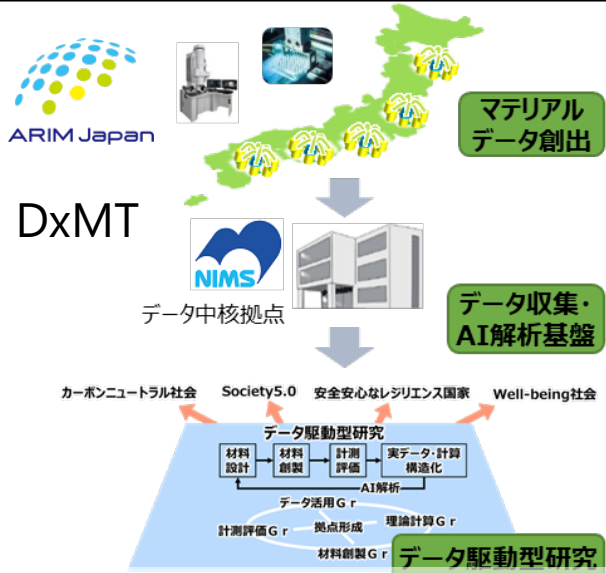 ARIM Japan
マテリアル
データ創出
DxMT
NIMS
データ中核拠点
データ収集・
AI解析基盤
カーボンニュートラル社会
Society5.0
安全安心なレジリエンス国家
Well-being社会
データ駆動型研究
材料
設計
材料
創製
計測
評価
実データ・計算
構造化
AI解析
データ活用Ｇｒ
計測評価Ｇｒ
拠点形成
理論計算Ｇｒ
材料創製Ｇｒ
データ駆動型研究